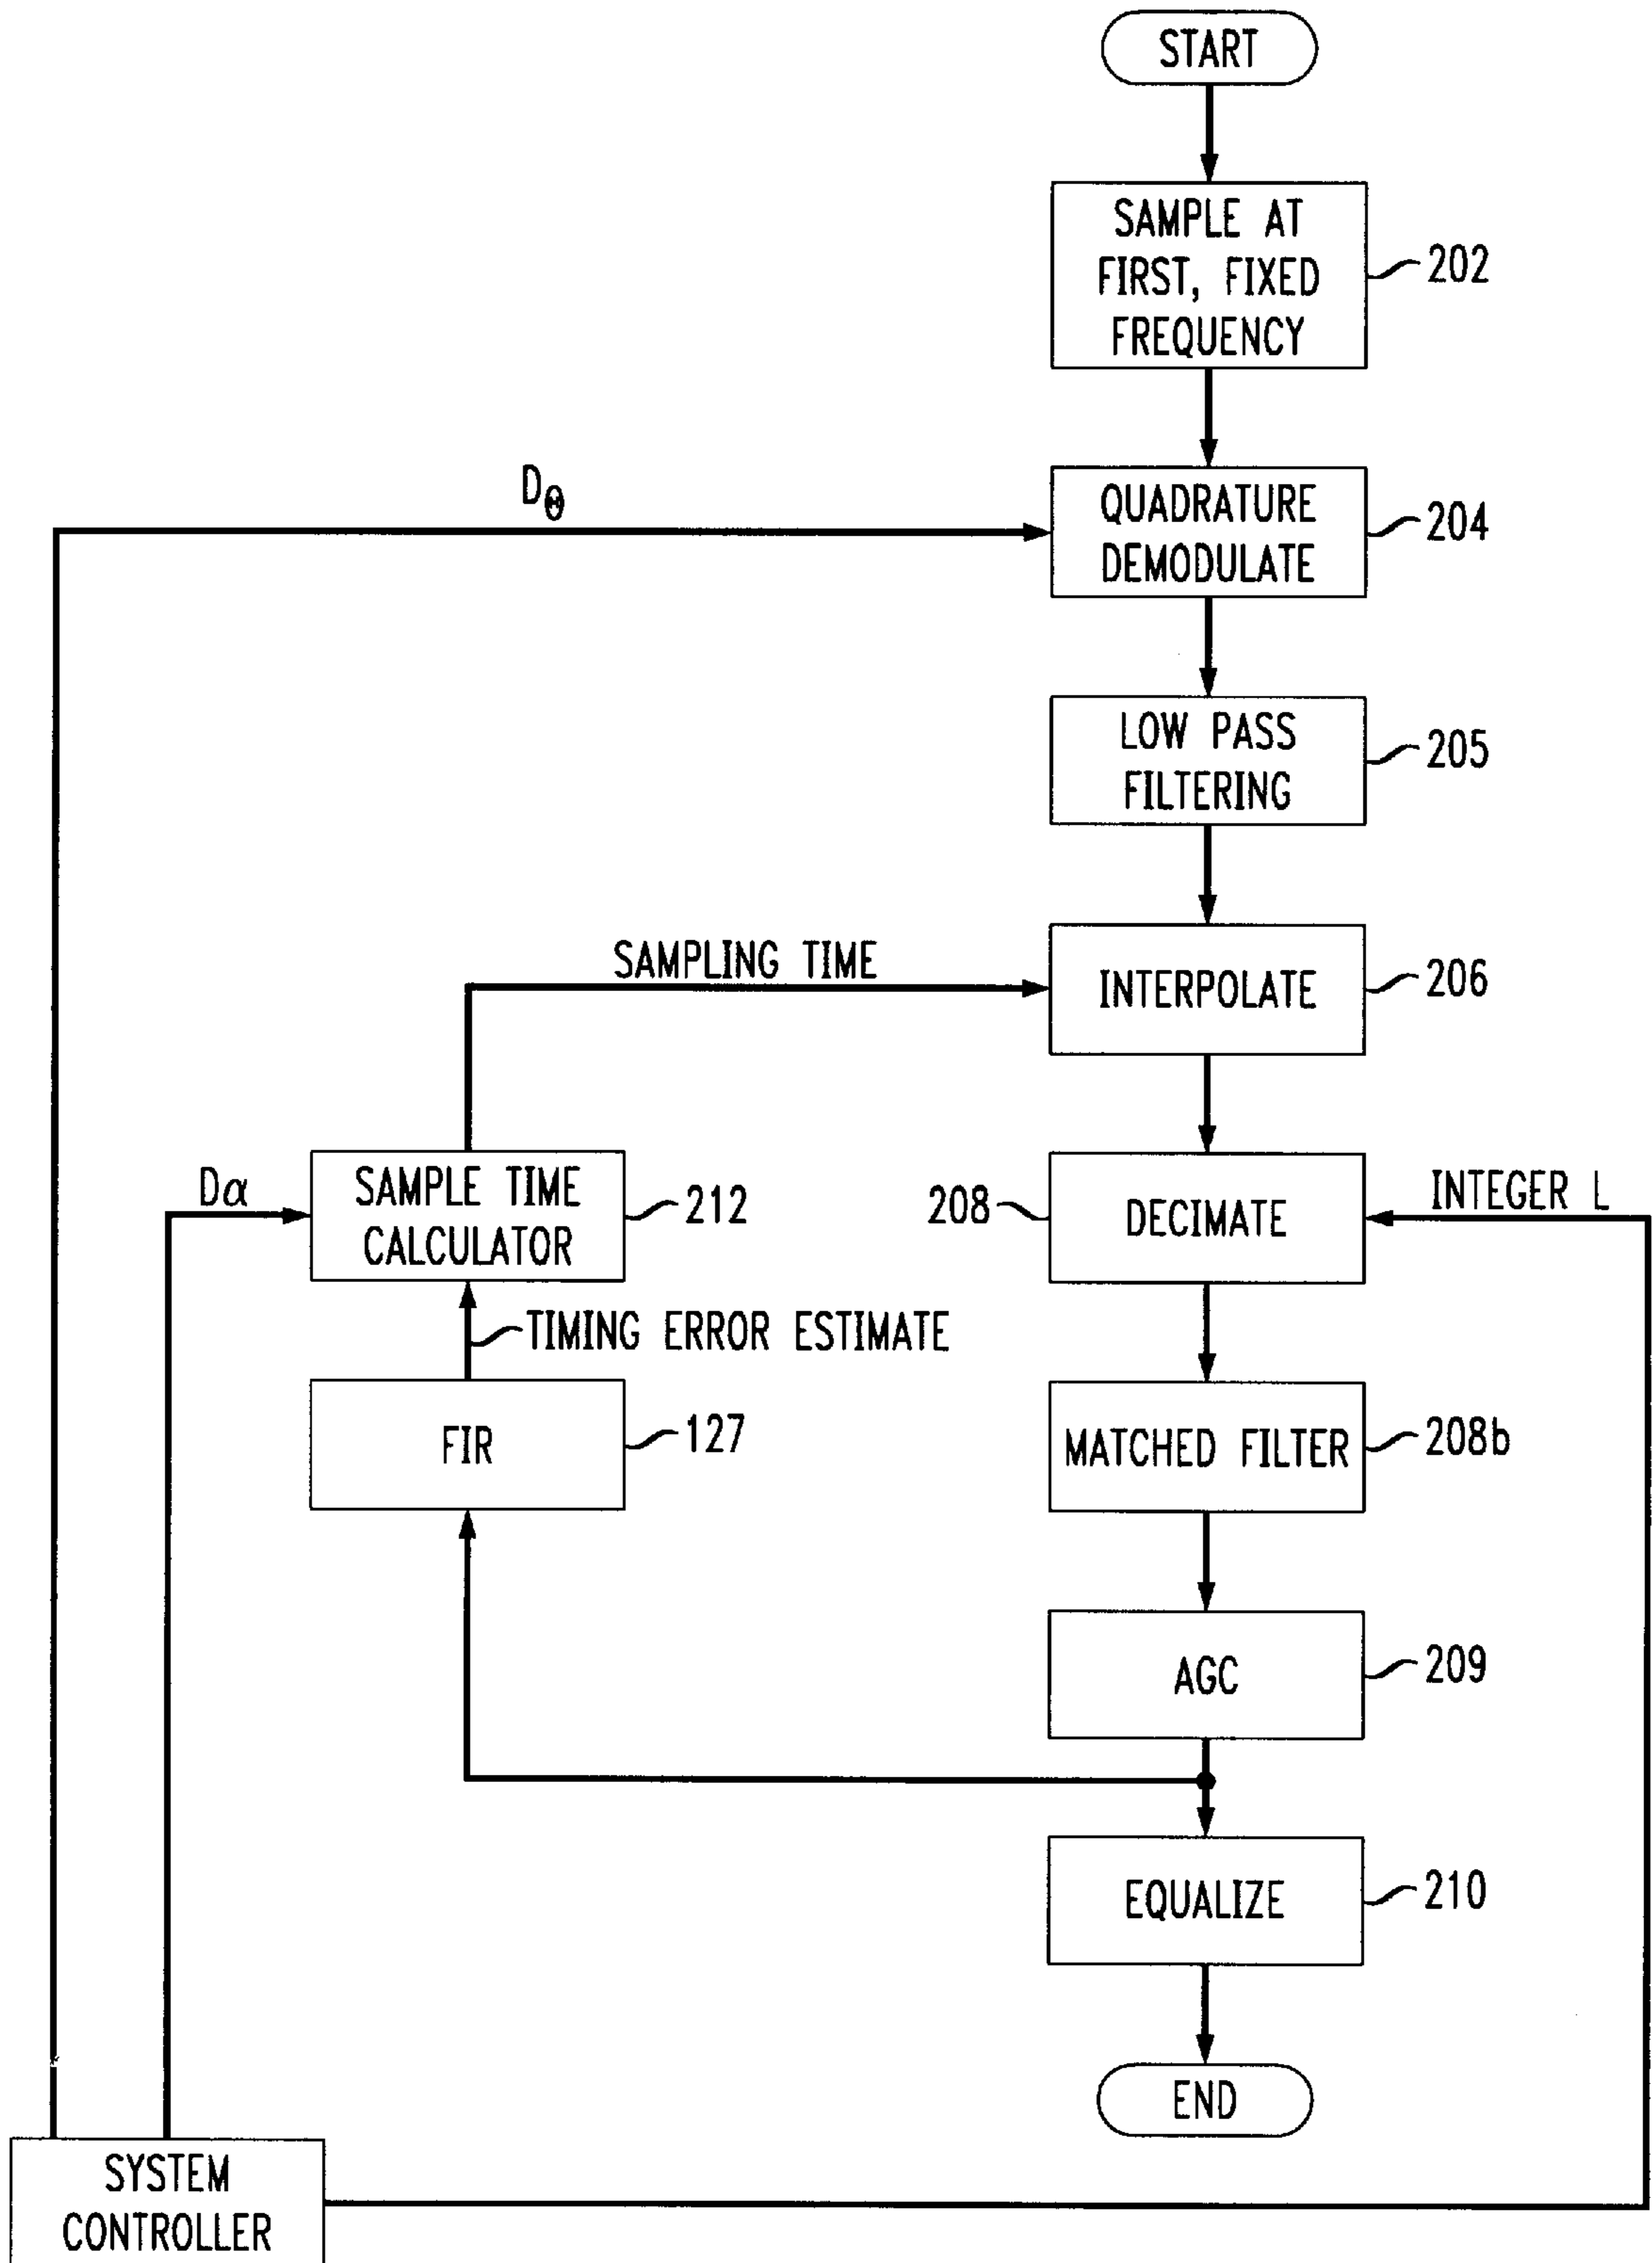 START
SAMPLE AT
FIRST, FIXED
FREQUENCY
202
DΘ
QUADRATURE
DEMODULATE
204
LOW PASS
FILTERING
205
SAMPLING TIME
INTERPOLATE
206
Dα
SAMPLE TIME
CALCULATOR
212
208
DECIMATE
INTEGER L
TIMING ERROR ESTIMATE
FIR
127
MATCHED FILTER
208b
AGC
209
EQUALIZE
210
END
SYSTEM
CONTROLLER